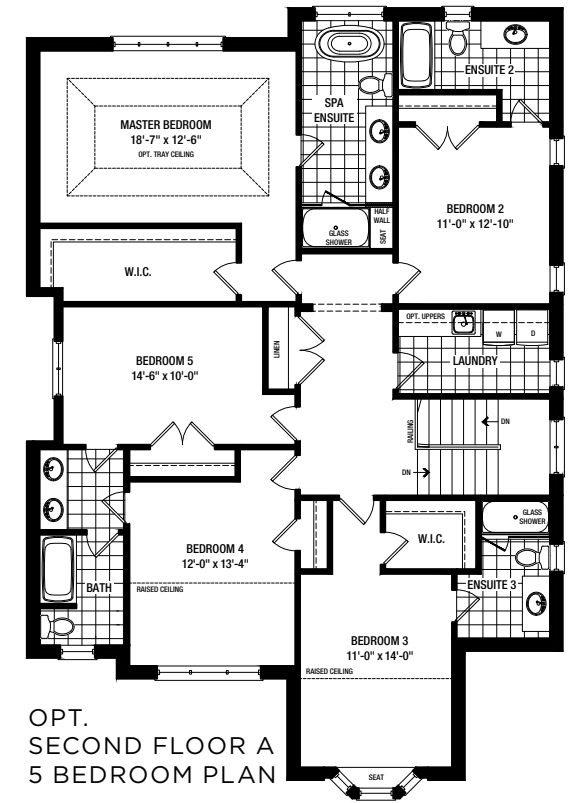 ENSUITE 2
SPA
ENSUITE
MASTER BEDROOM
18'-7" x 12'-6"
OPT. TRAY CEILING
BEDROOM 2
11'-0" x 12'-10"
GLASS
SHOWER
HALF
WALL
SEAT
W.I.C.
OPT. UPPERS
W
D
LAUNDRY
LINEN
BEDROOM 5
14'-6" x 10'-0"
RAILING
DN
DN
GLASS
SHOWER
W.I.C.
BEDROOM 4
12'-0" x 13'-4"
RAISED CEILING
BATH
ENSUITE 3
BEDROOM 3
11'-0" x 14'-0"
RAISED CEILING
SEAT
OPT.
SECOND FLOOR A
5 BEDROOM PLAN